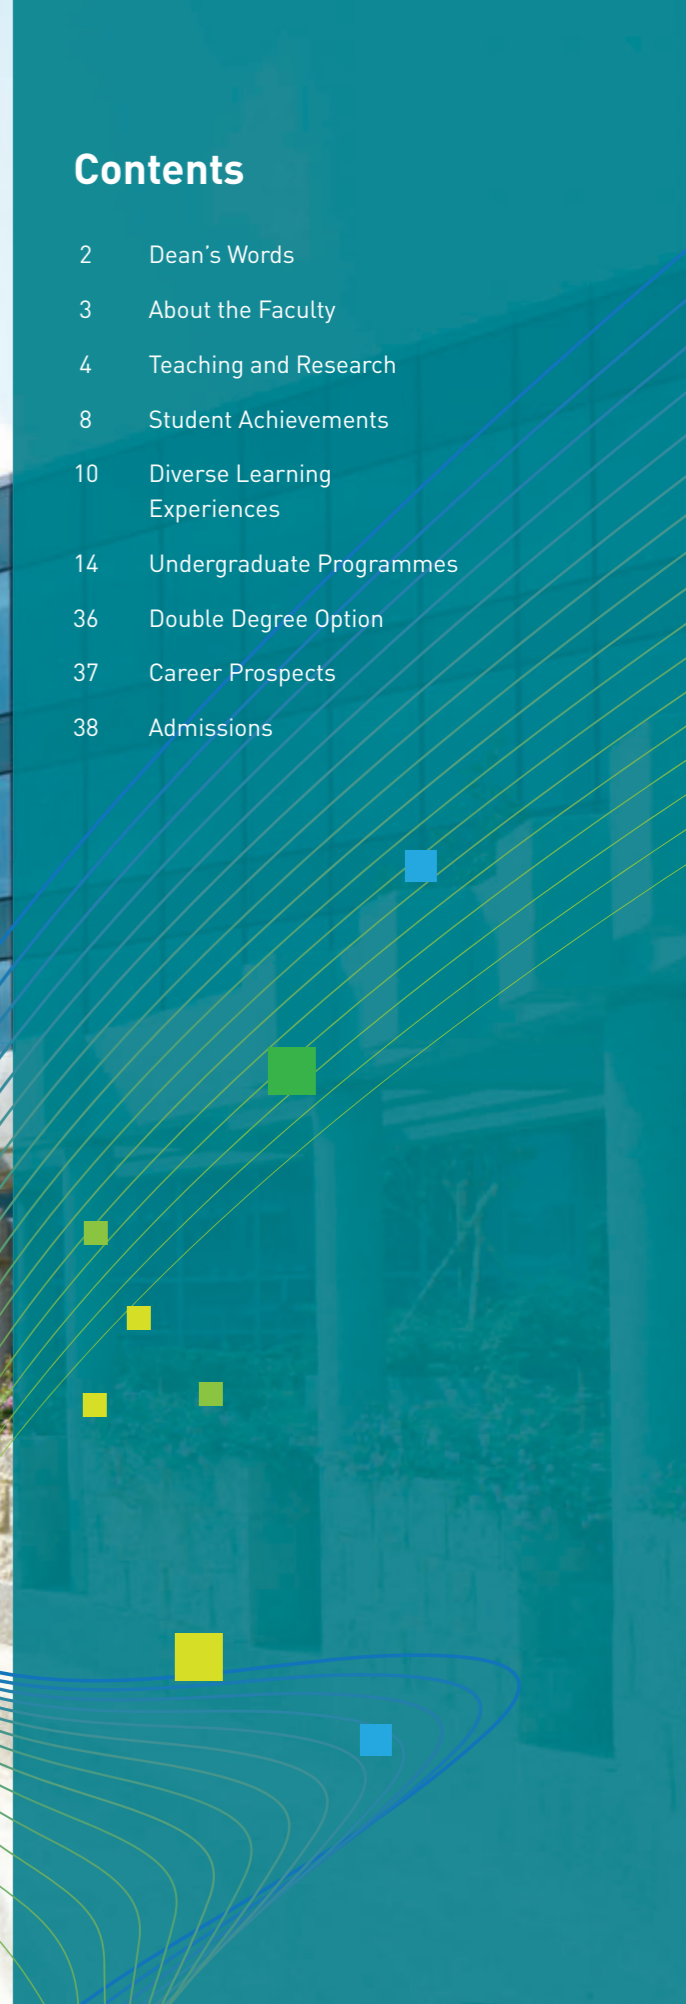 Contents
2 Dean’s Words
3 About the Faculty
4 Teaching and Research
8 Student Achievements
10 Diverse Learning
Experiences
14 Undergraduate Programmes
36 Double Degree Option
37 Career Prospects
38 Admissions